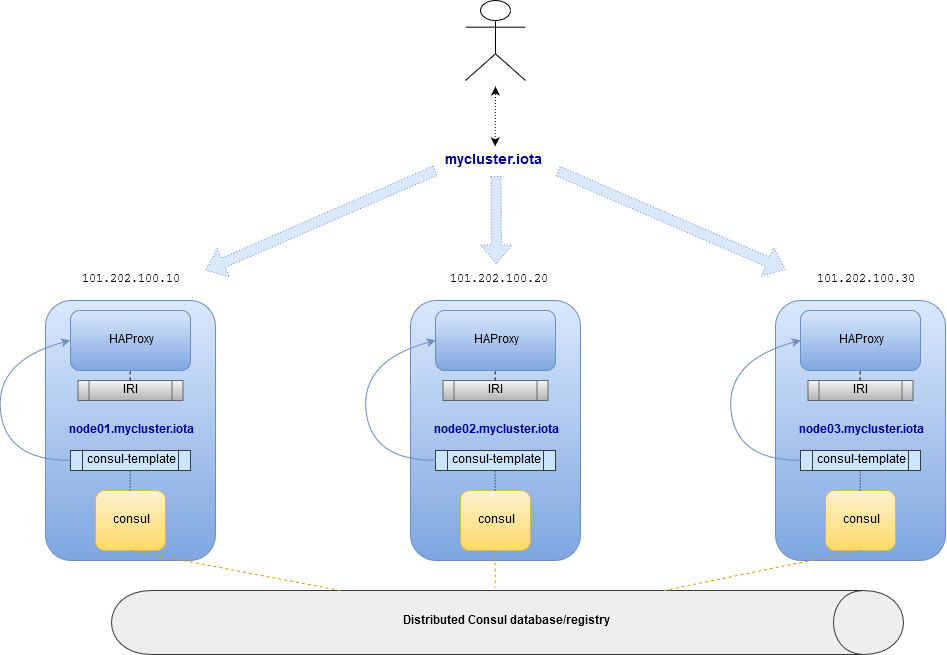 mycluster.iota
101.202.100.10
101.202.100.20
101.202.100.30
HAProxy
HAProxy
HAProxy
IRI
IRI
IRI
node01.mycluster.iota
node02.mycluster.iota
node03.mycluster.iota
consul-template
consul-template
consul-template
consul
consul
consul
Distributed Consul database/registry